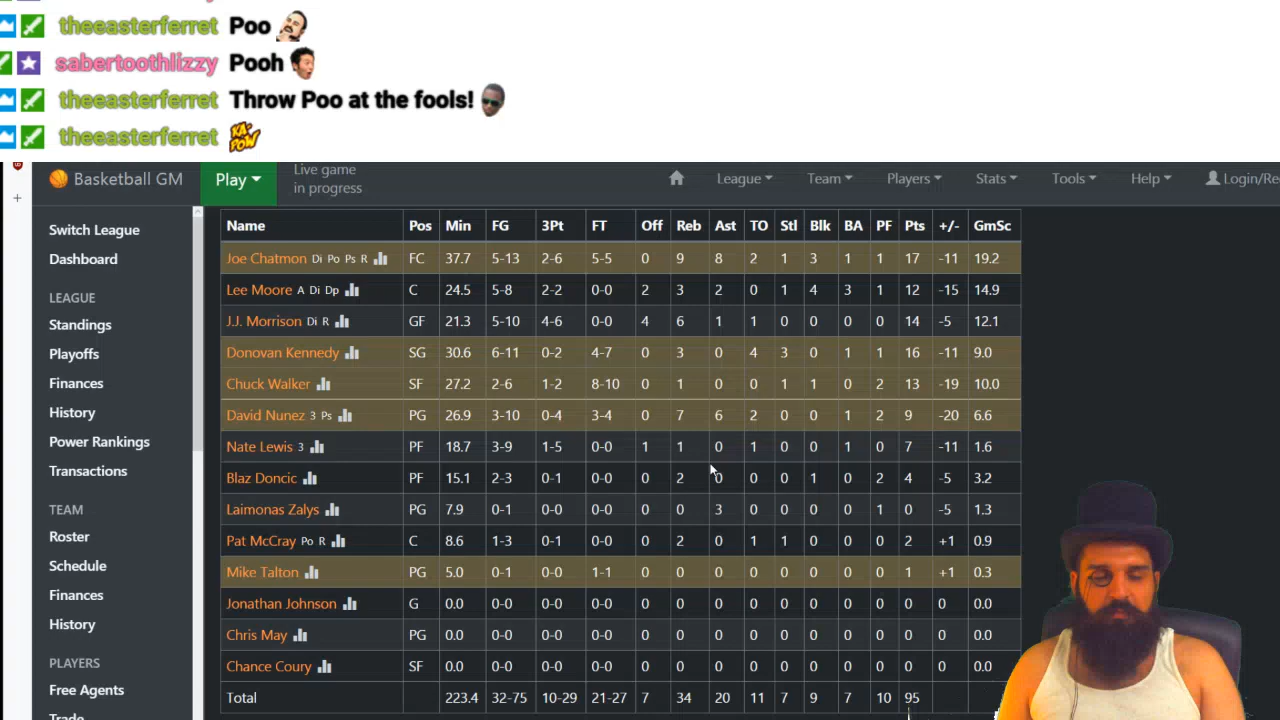 theeasterferret Poo
sabertoothlizzy Pooh
theeasterferret Throw Poo at the fools!
theeasterferret KA-POW
Basketball GM Play Live game in progress League Team Players Stats Tools Help Login/Re
Switch League
Dashboard
LEAGUE
Standings
Playoffs
Finances
History
Power Rankings
Transactions
TEAM
Roster
Schedule
Finances
History
PLAYERS
Free Agents
Trade
Name Pos Min FG 3Pt FT Off Reb Ast TO Stl Blk BA PF Pts +/- GmSc
Joe Chatmon Di Po Ps R FC 37.7 5-13 2-6 5-5 0 9 8 2 1 3 1 1 17 -11 19.2
Lee Moore A Di Dp C 24.5 5-8 2-2 0-0 2 3 2 0 1 4 3 1 12 -15 14.9
J.J. Morrison Di R GF 21.3 5-10 4-6 0-0 4 6 1 1 0 0 0 0 14 -5 12.1
Donovan Kennedy SG 30.6 6-11 0-2 4-7 0 3 0 4 3 0 1 1 16 -11 9.0
Chuck Walker SF 27.2 2-6 1-2 8-10 0 1 0 0 1 1 0 2 13 -19 10.0
David Nunez 3 Ps PG 26.9 3-10 0-4 3-4 0 7 6 2 0 0 1 2 9 -20 6.6
Nate Lewis 3 PF 18.7 3-9 1-5 0-0 1 1 0 1 0 0 1 0 7 -11 1.6
Blaz Doncic PF 15.1 2-3 0-1 0-0 0 2 0 0 0 1 0 2 4 -5 3.2
Laimonas Zalys PG 7.9 0-1 0-0 0-0 0 0 3 0 0 0 0 1 0 -5 1.3
Pat McCray Po R C 8.6 1-3 0-1 0-0 0 2 0 1 1 0 0 0 2 +1 0.9
Mike Talton PG 5.0 0-1 0-0 1-1 0 0 0 0 0 0 0 0 1 +1 0.3
Jonathan Johnson G 0.0 0-0 0-0 0-0 0 0 0 0 0 0 0 0 0 0 0.0
Chris May PG 0.0 0-0 0-0 0-0 0 0 0 0 0 0 0 0 0 0 0.0
Chance Coury SF 0.0 0-0 0-0 0-0 0 0 0 0 0 0 0 0 0 0 0.0
Total 223.4 32-75 10-29 21-27 7 34 20 11 7 9 7 10 95